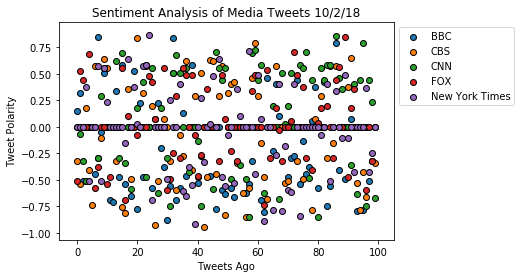 Sentiment Analysis of Media Tweets 10/2/18
BBC
CBS
CNN
FOX
New York Times
Tweet Polarity
0.75
0.50
0.25
0.00
−0.25
−0.50
−0.75
−1.00
0 20 40 60 80 100
Tweets Ago